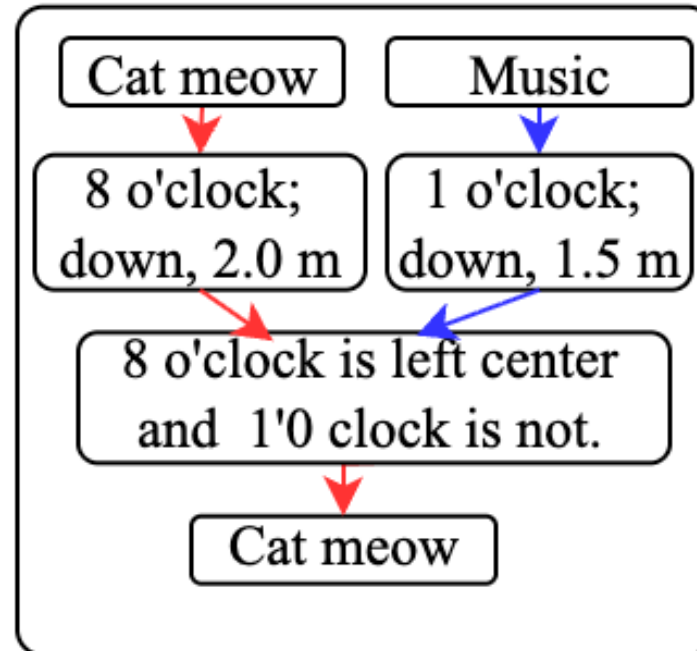 Cat meow
Music
8 o'clock;
down, 2.0 m
1 o'clock;
down, 1.5 m
8 o'clock is left center
and 1'0 clock is not.
Cat meow